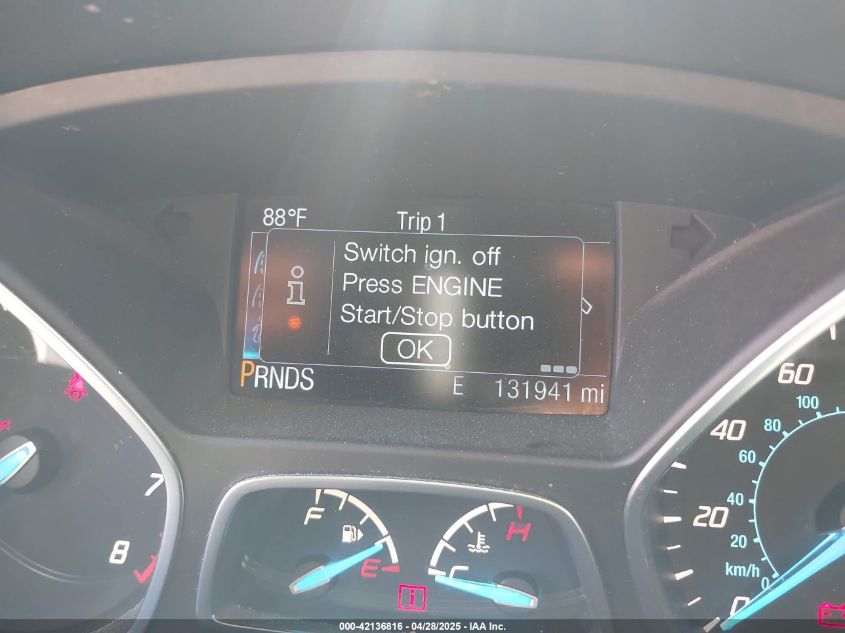 88°F
Trip 1
Switch ign. off
Press ENGINE
Start/Stop button
OK
PRNDS
E
131941 mi
7
8
F
E
H
C
i
60
40
20
0
100
80
60
40
20
0
km/h
000-42136816 - 04/28/2025 - IAA Inc.